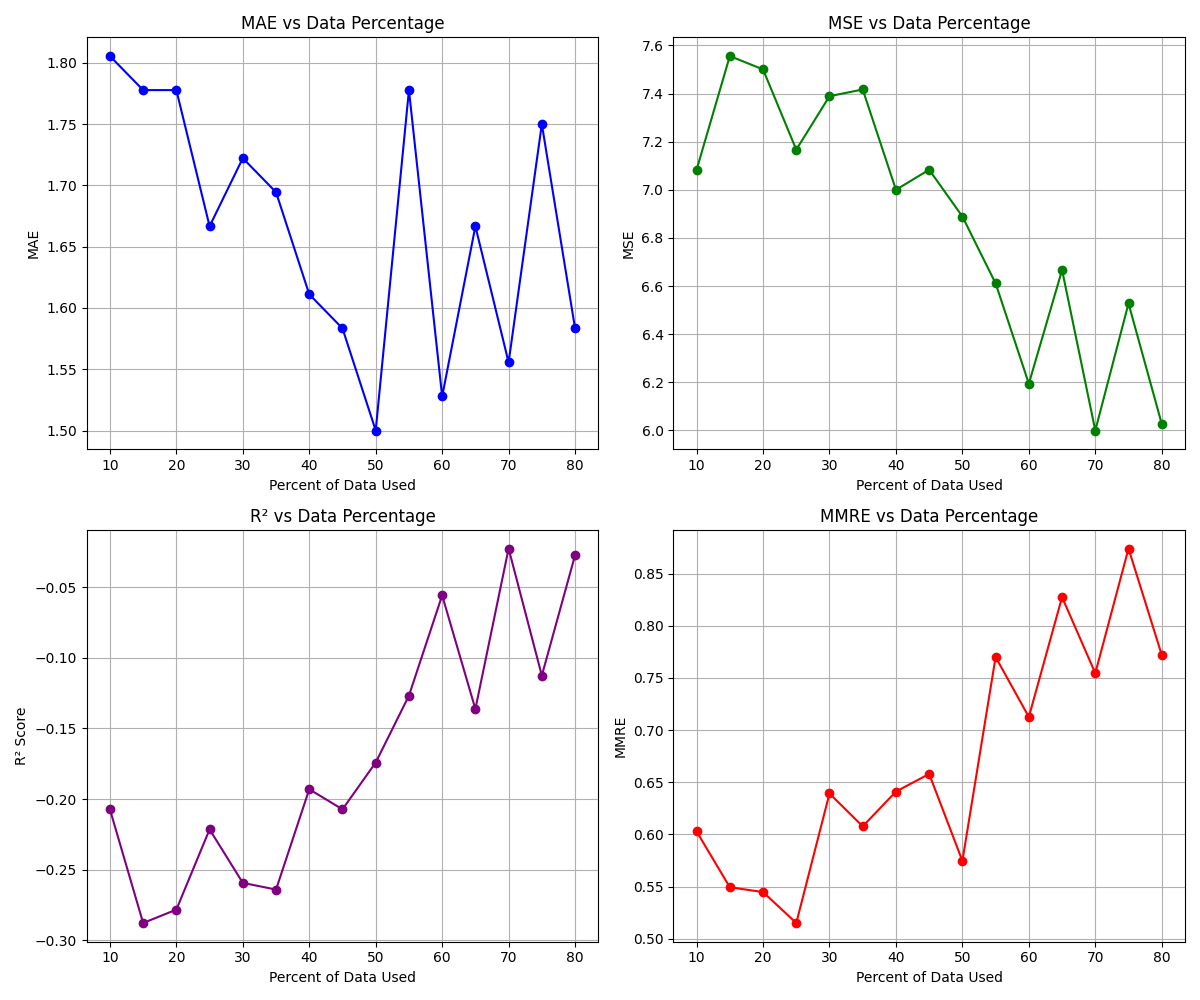 MAE vs Data Percentage
1.80
1.75
1.70
1.65
1.60
1.55
1.50
MAE
10 20 30 40 50 60 70 80
Percent of Data Used
MSE vs Data Percentage
7.6
7.4
7.2
7.0
6.8
6.6
6.4
6.2
6.0
MSE
10 20 30 40 50 60 70 80
Percent of Data Used
R² vs Data Percentage
−0.05
−0.10
−0.15
−0.20
−0.25
−0.30
R² Score
10 20 30 40 50 60 70 80
Percent of Data Used
MMRE vs Data Percentage
0.85
0.80
0.75
0.70
0.65
0.60
0.55
0.50
MMRE
10 20 30 40 50 60 70 80
Percent of Data Used